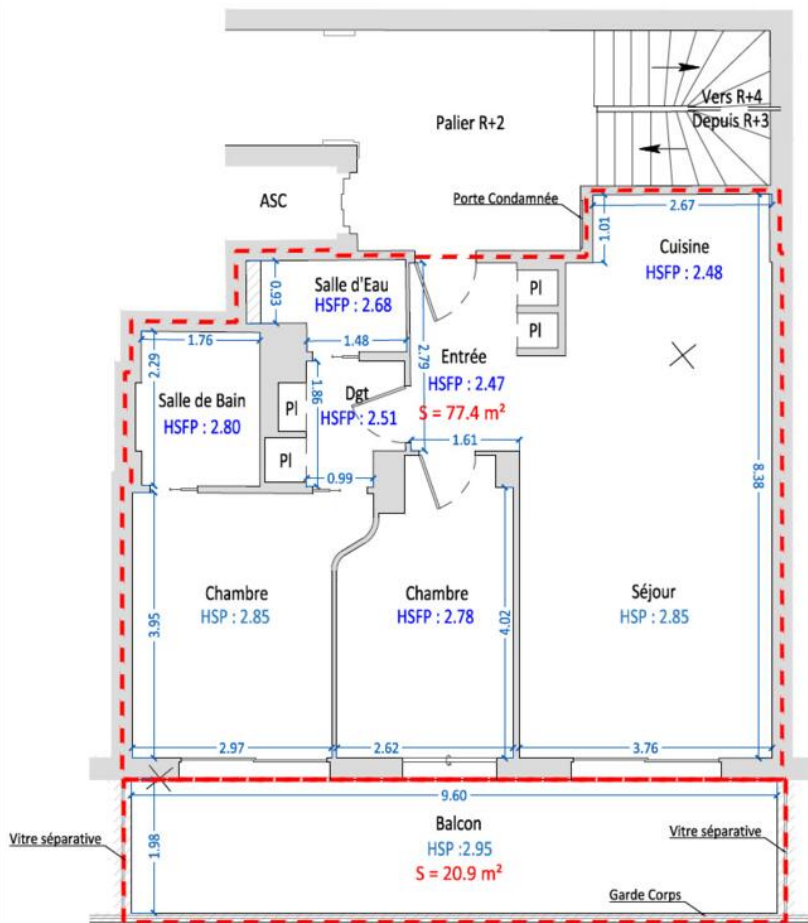 Vers R+4
Depuis R+3
Palier R+2
ASC
Porte Condamnée
2.67
1.01
Cuisine
HSFP : 2.48
Salle d'Eau
HSFP : 2.68
0.93
1.48
Pl
Pl
2.79
Entrée
HSFP : 2.47
S = 77.4 m²
1.61
1.76
2.29
Salle de Bain
HSFP : 2.80
1.86
Dgt
HSFP : 2.51
Pl
Pl
0.99
8.38
Chambre
HSP : 2.85
3.95
2.97
Chambre
HSFP : 2.78
4.02
2.62
Séjour
HSP : 2.85
3.76
9.60
1.98
Balcon
HSP :2.95
S = 20.9 m²
Vitre séparative
Vitre séparative
Garde Corps